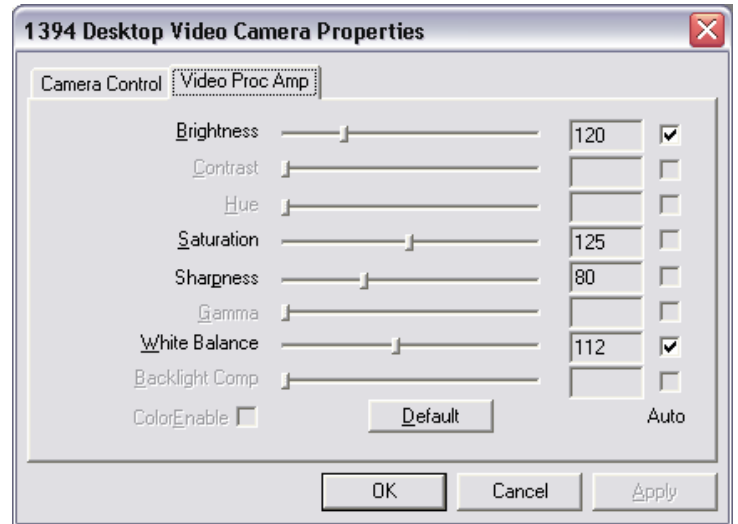 1394 Desktop Video Camera Properties
Camera Control Video Proc Amp
Brightness 120
Contrast
Hue
Saturation 125
Sharpness 80
Gamma
White Balance 112
Backlight Comp
ColorEnable Default Auto
OK Cancel Apply